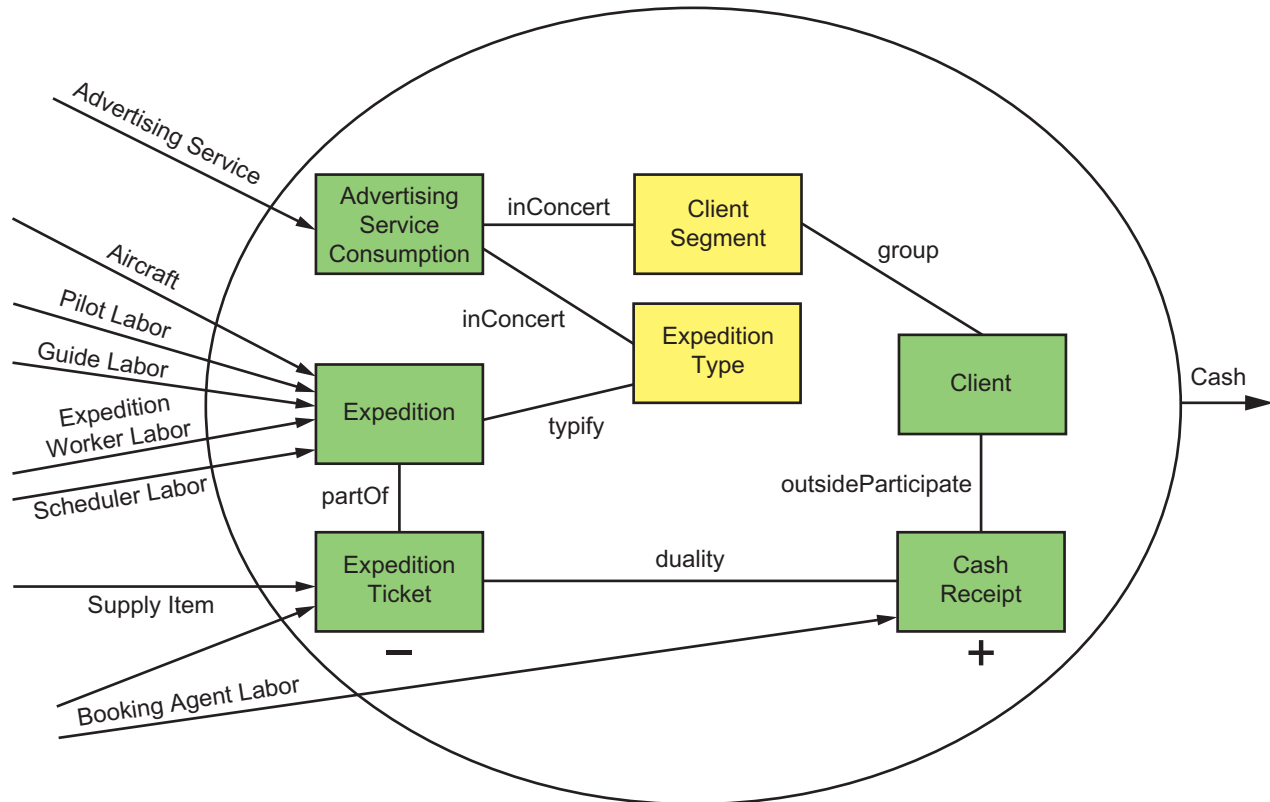 Advertising Service
Advertising
Service
Consumption
inConcert
Client
Segment
group
Aircraft
Pilot Labor
Guide Labor
Expedition
Worker Labor
Scheduler Labor
inConcert
Expedition
Type
Expedition
typify
Client
Cash
partOf
outsideParticipate
Supply Item
Expedition
Ticket
duality
Cash
Receipt
−
+
Booking Agent Labor